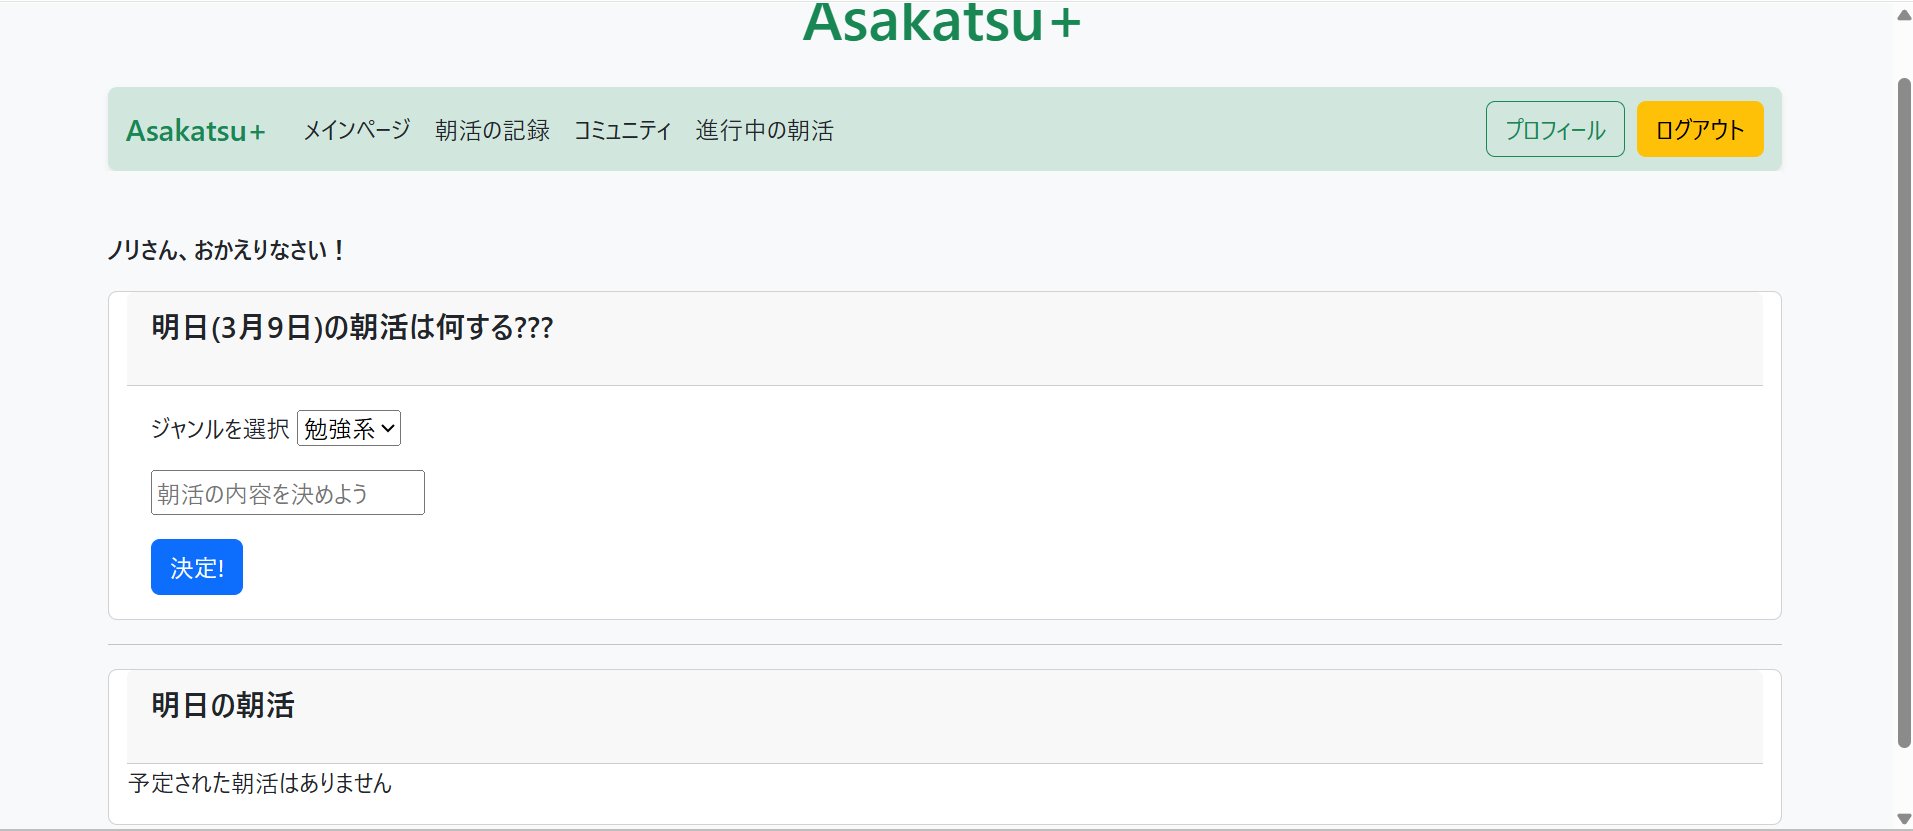 Asakatsu+
Asakatsu+ メインページ 朝活の記録 コミュニティ 進行中の朝活 プロフィール ログアウト
ノリさん、おかえりなさい！
明日(3月9日)の朝活は何する???
ジャンルを選択 勉強系
朝活の内容を決めよう
決定!
明日の朝活
予定された朝活はありません